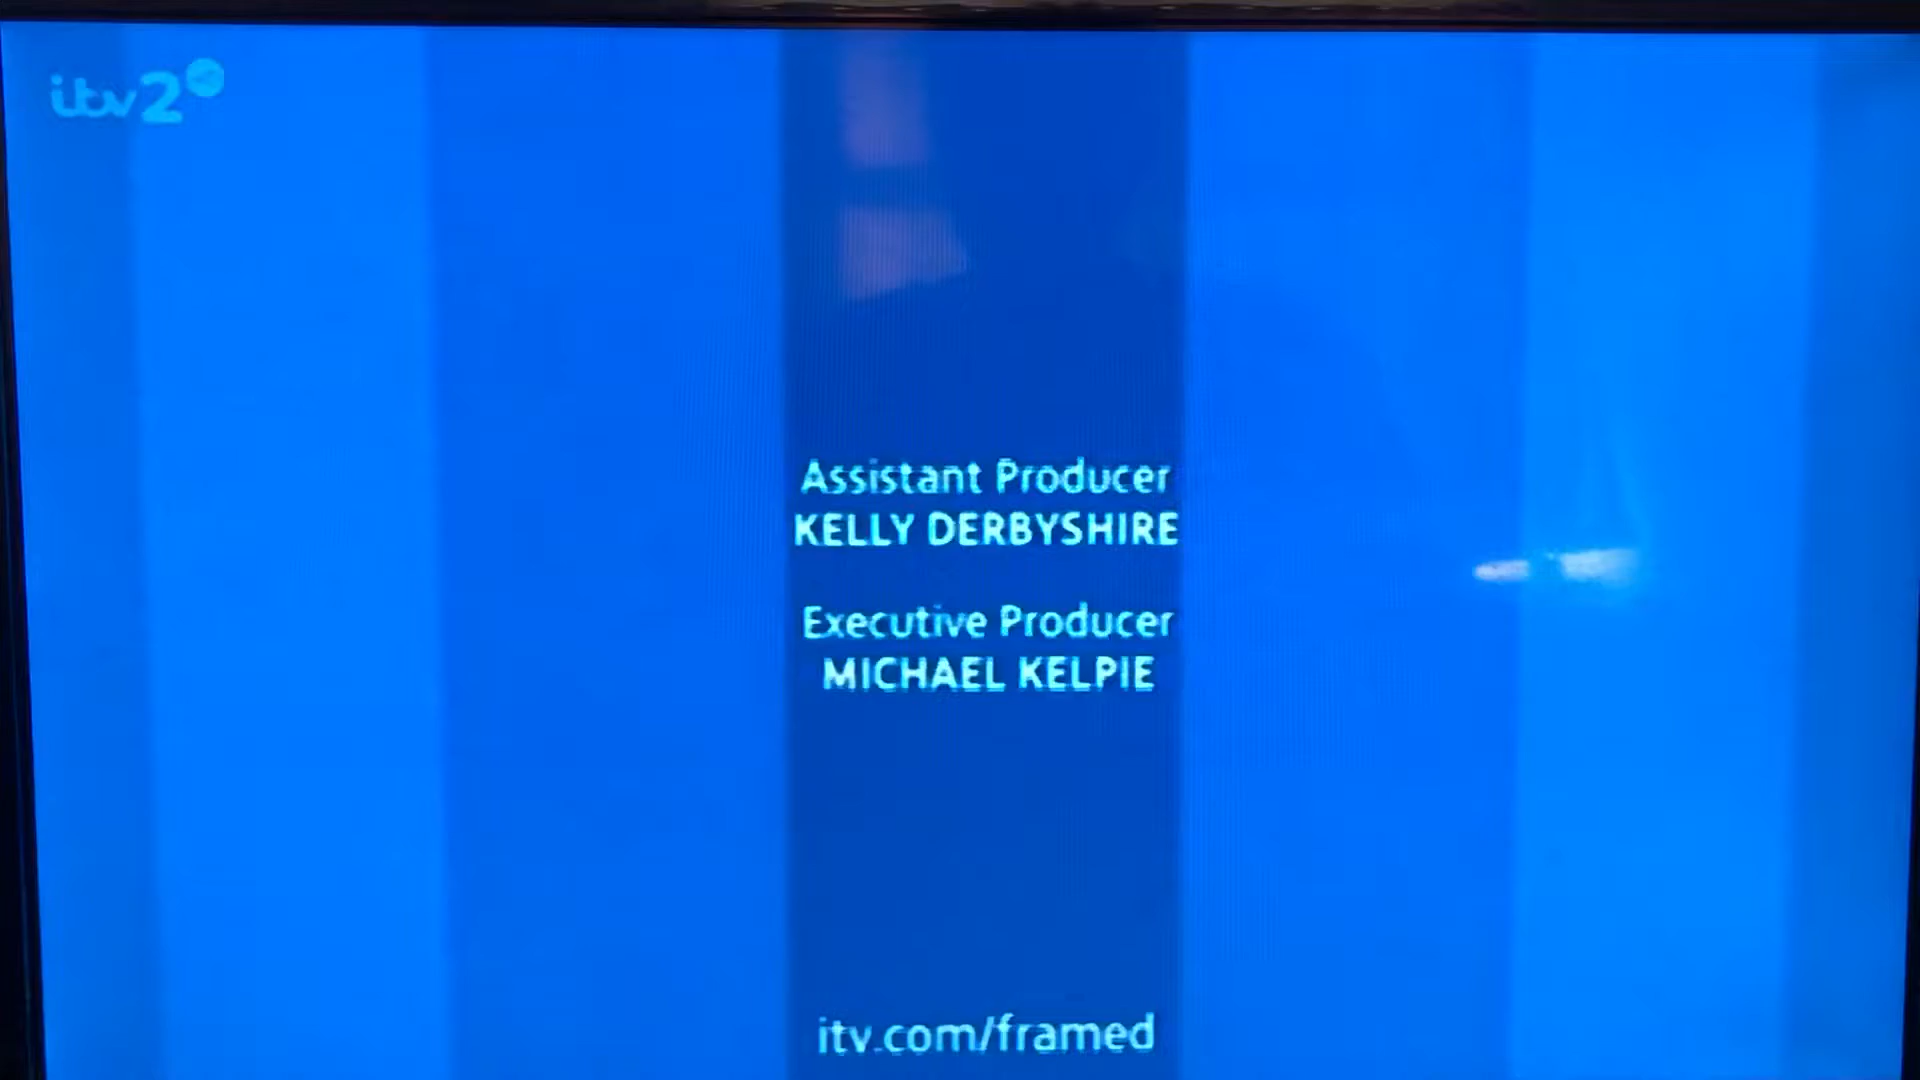 itv2
Assistant Producer
KELLY DERBYSHIRE
Executive Producer
MICHAEL KELPIE
itv.com/framed